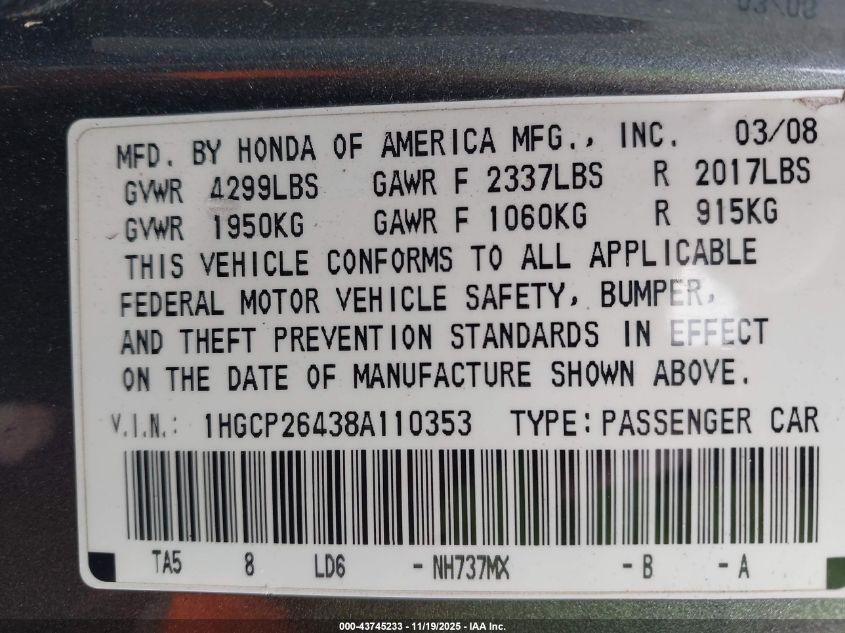 03/08
MFD. BY HONDA OF AMERICA MFG., INC. 03/08
GVWR 4299LBS GAWR F 2337LBS R 2017LBS
GVWR 1950KG GAWR F 1060KG R 915KG
THIS VEHICLE CONFORMS TO ALL APPLICABLE
FEDERAL MOTOR VEHICLE SAFETY, BUMPER,
AND THEFT PREVENTION STANDARDS IN EFFECT
ON THE DATE OF MANUFACTURE SHOWN ABOVE.
V.I.N.: 1HGCP26438A110353 TYPE: PASSENGER CAR
TA5 8 LD6 - NH737MX - B - A
000-43745233 - 11/19/2025 - IAA Inc.